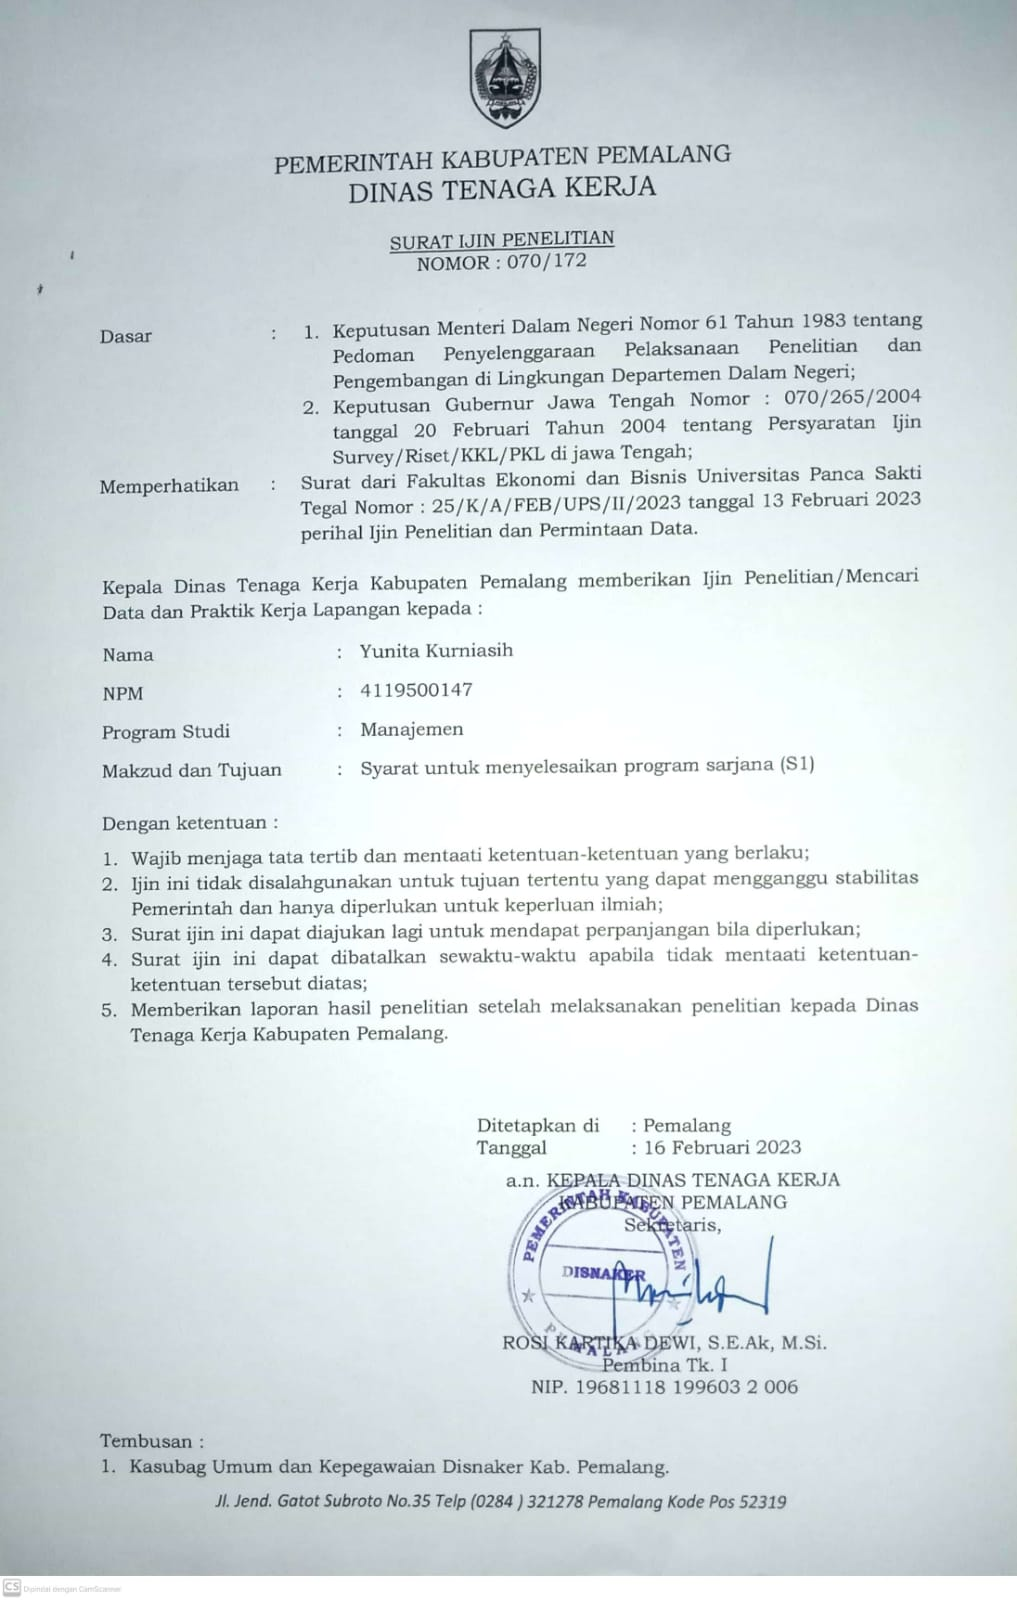 PEMERINTAH KABUPATEN PEMALANG
DINAS TENAGA KERJA
SURAT IJIN PENELITIAN
NOMOR : 070/172
Dasar : 1. Keputusan Menteri Dalam Negeri Nomor 61 Tahun 1983 tentang
Pedoman Penyelenggaraan Pelaksanaan Penelitian dan
Pengembangan di Lingkungan Departemen Dalam Negeri;
2. Keputusan Gubernur Jawa Tengah Nomor : 070/265/2004
tanggal 20 Februari Tahun 2004 tentang Persyaratan Ijin
Survey/Riset/KKL/PKL di jawa Tengah;
Memperhatikan : Surat dari Fakultas Ekonomi dan Bisnis Universitas Panca Sakti
Tegal Nomor : 25/K/A/FEB/UPS/II/2023 tanggal 13 Februari 2023
perihal Ijin Penelitian dan Permintaan Data.
Kepala Dinas Tenaga Kerja Kabupaten Pemalang memberikan Ijin Penelitian/Mencari
Data dan Praktik Kerja Lapangan kepada :
Nama : Yunita Kurniasih
NPM : 4119500147
Program Studi : Manajemen
Makzud dan Tujuan : Syarat untuk menyelesaikan program sarjana (S1)
Dengan ketentuan :
1. Wajib menjaga tata tertib dan mentaati ketentuan-ketentuan yang berlaku;
2. Ijin ini tidak disalahgunakan untuk tujuan tertentu yang dapat mengganggu stabilitas
Pemerintah dan hanya diperlukan untuk keperluan ilmiah;
3. Surat ijin ini dapat diajukan lagi untuk mendapat perpanjangan bila diperlukan;
4. Surat ijin ini dapat dibatalkan sewaktu-waktu apabila tidak mentaati ketentuan-
ketentuan tersebut diatas;
5. Memberikan laporan hasil penelitian setelah melaksanakan penelitian kepada Dinas
Tenaga Kerja Kabupaten Pemalang.
Ditetapkan di : Pemalang
Tanggal : 16 Februari 2023
a.n. KEPALA DINAS TENAGA KERJA
KABUPATEN PEMALANG
Sekretaris,
PEMERINTAH KABUPATEN
DISNAKER
PEMALANG
ROSI KARTIKA DEWI, S.E.Ak, M.Si.
Pembina Tk. I
NIP. 19681118 199603 2 006
Tembusan :
1. Kasubag Umum dan Kepegawaian Disnaker Kab. Pemalang.
Jl. Jend. Gatot Subroto No.35 Telp (0284 ) 321278 Pemalang Kode Pos 52319
CS Dipindai dengan CamScanner